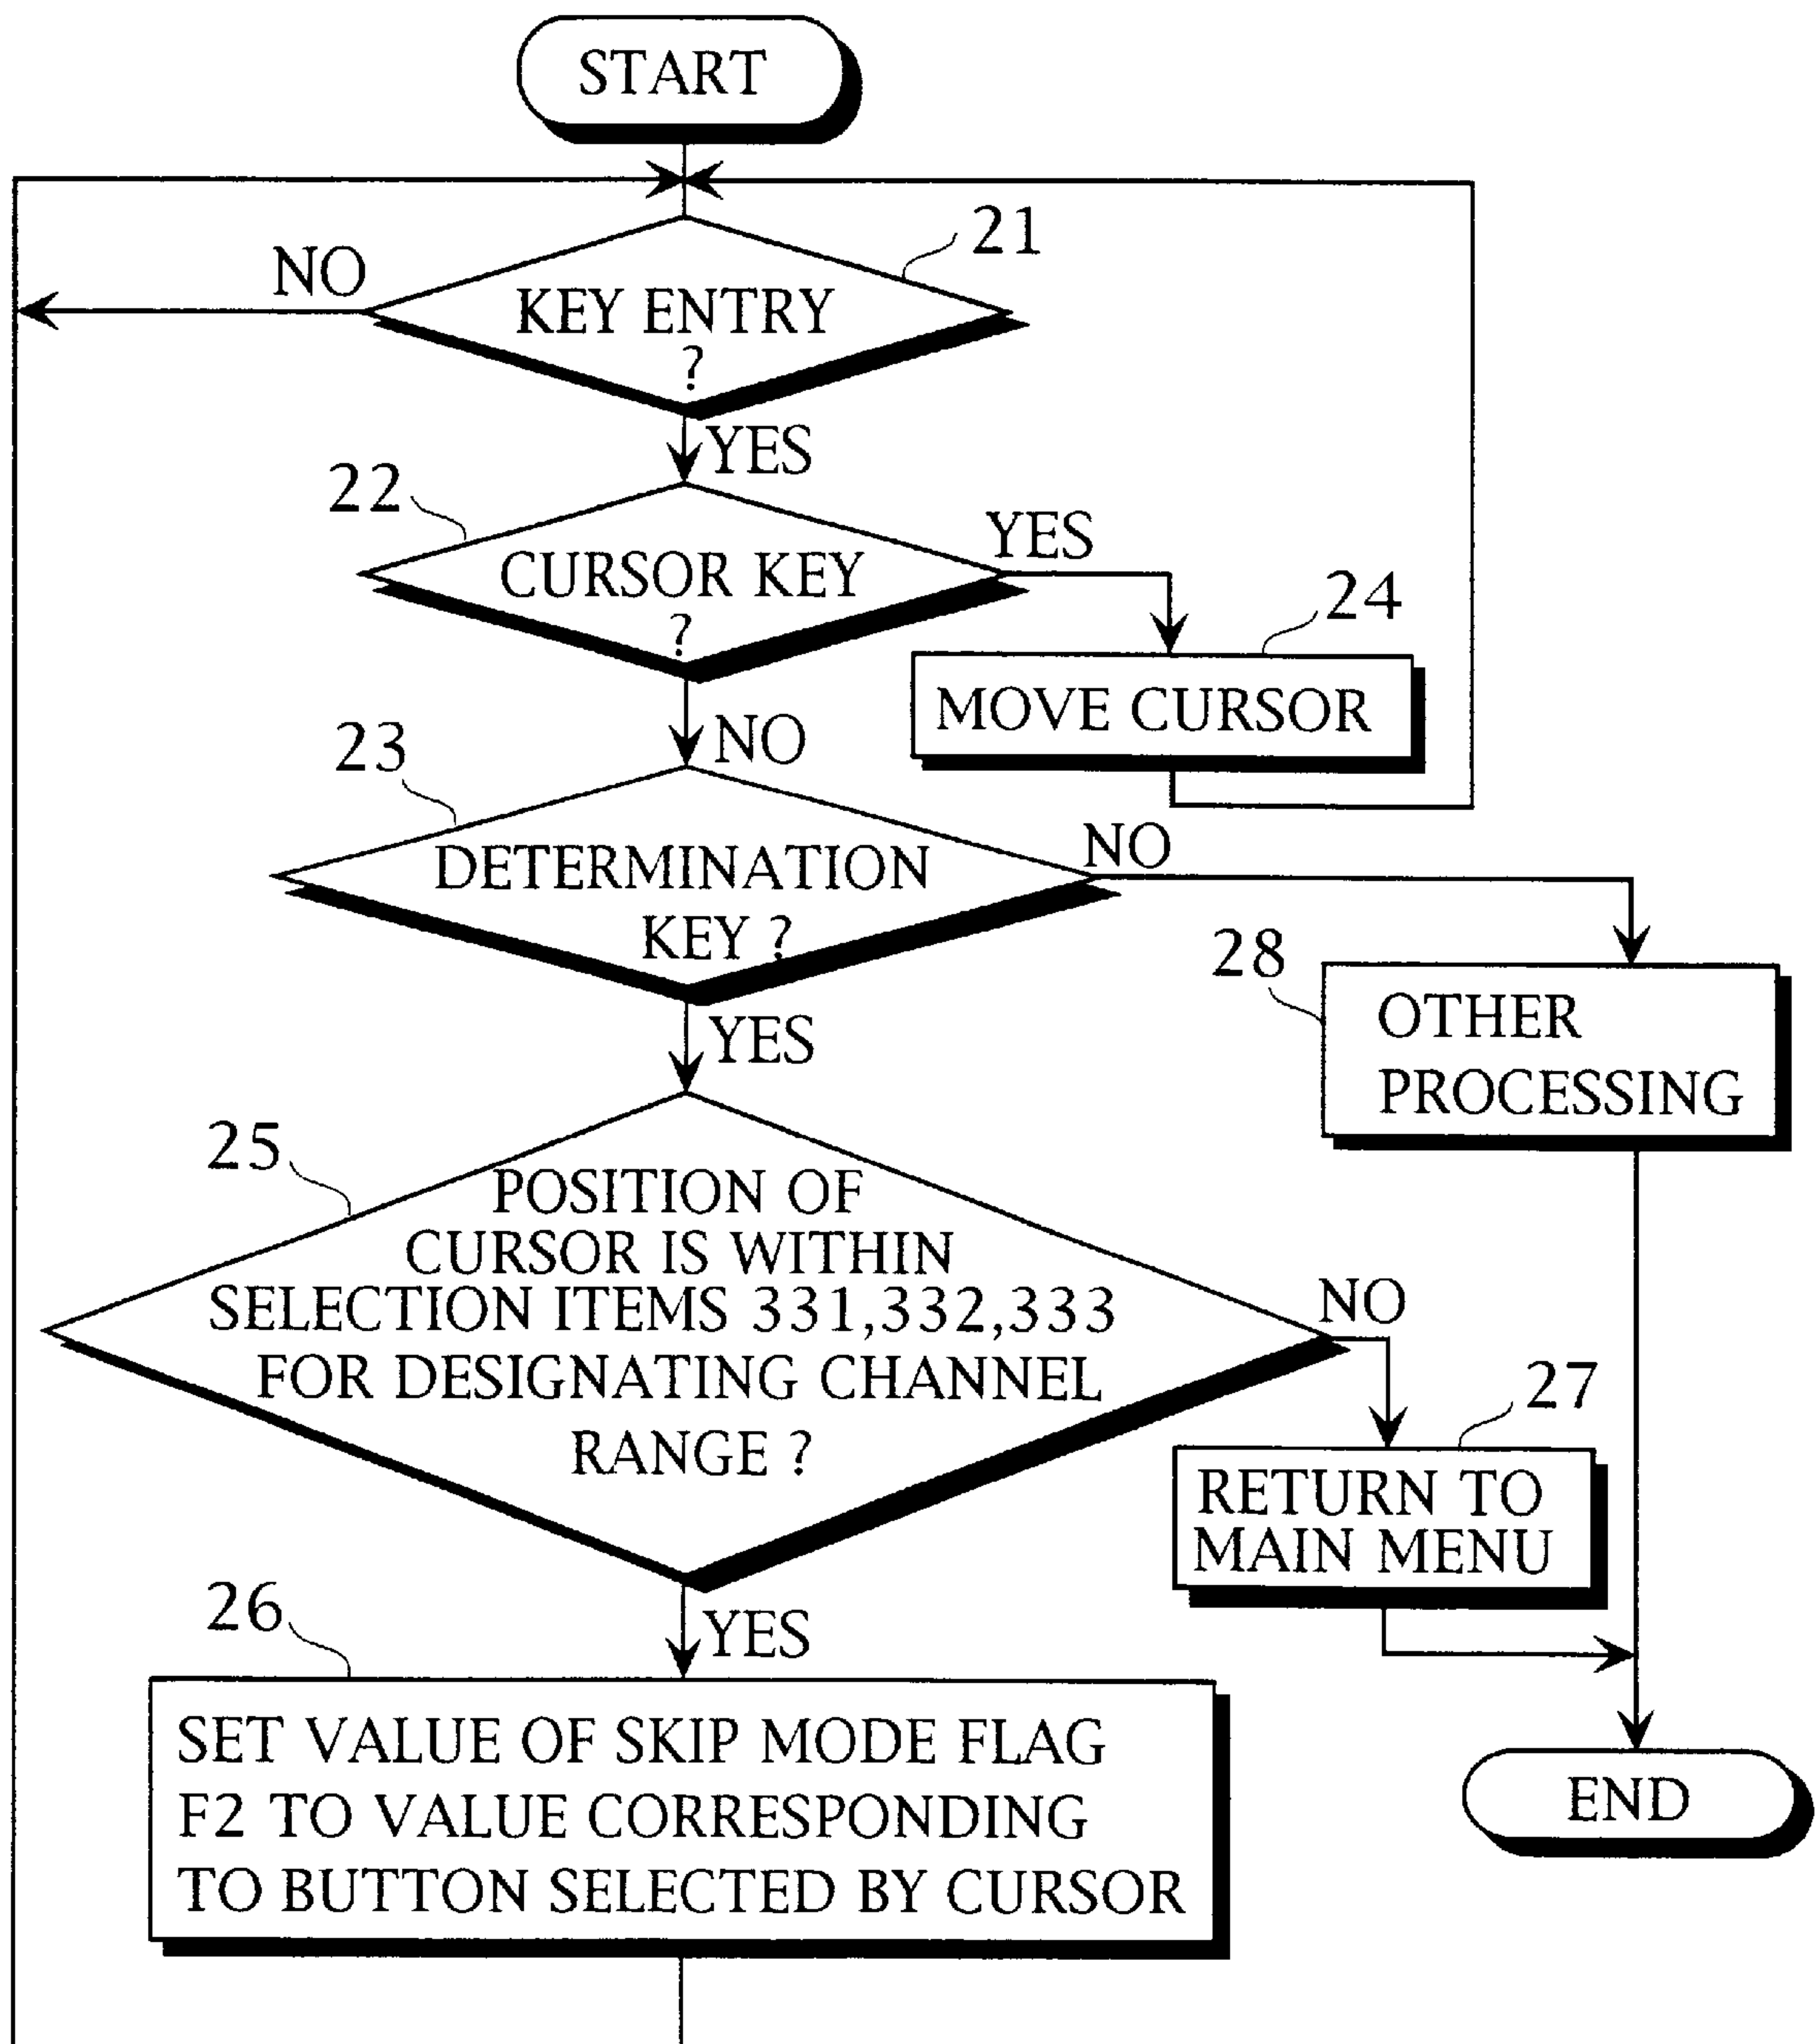 START
21
NO
KEY ENTRY
?
YES
22
YES
CURSOR KEY
?
24
MOVE CURSOR
NO
23
NO
DETERMINATION
KEY ?
28
OTHER
PROCESSING
YES
25
POSITION OF
CURSOR IS WITHIN
SELECTION ITEMS 331,332,333
FOR DESIGNATING CHANNEL
RANGE ?
NO
27
RETURN TO
MAIN MENU
26
YES
SET VALUE OF SKIP MODE FLAG
F2 TO VALUE CORRESPONDING
TO BUTTON SELECTED BY CURSOR
END